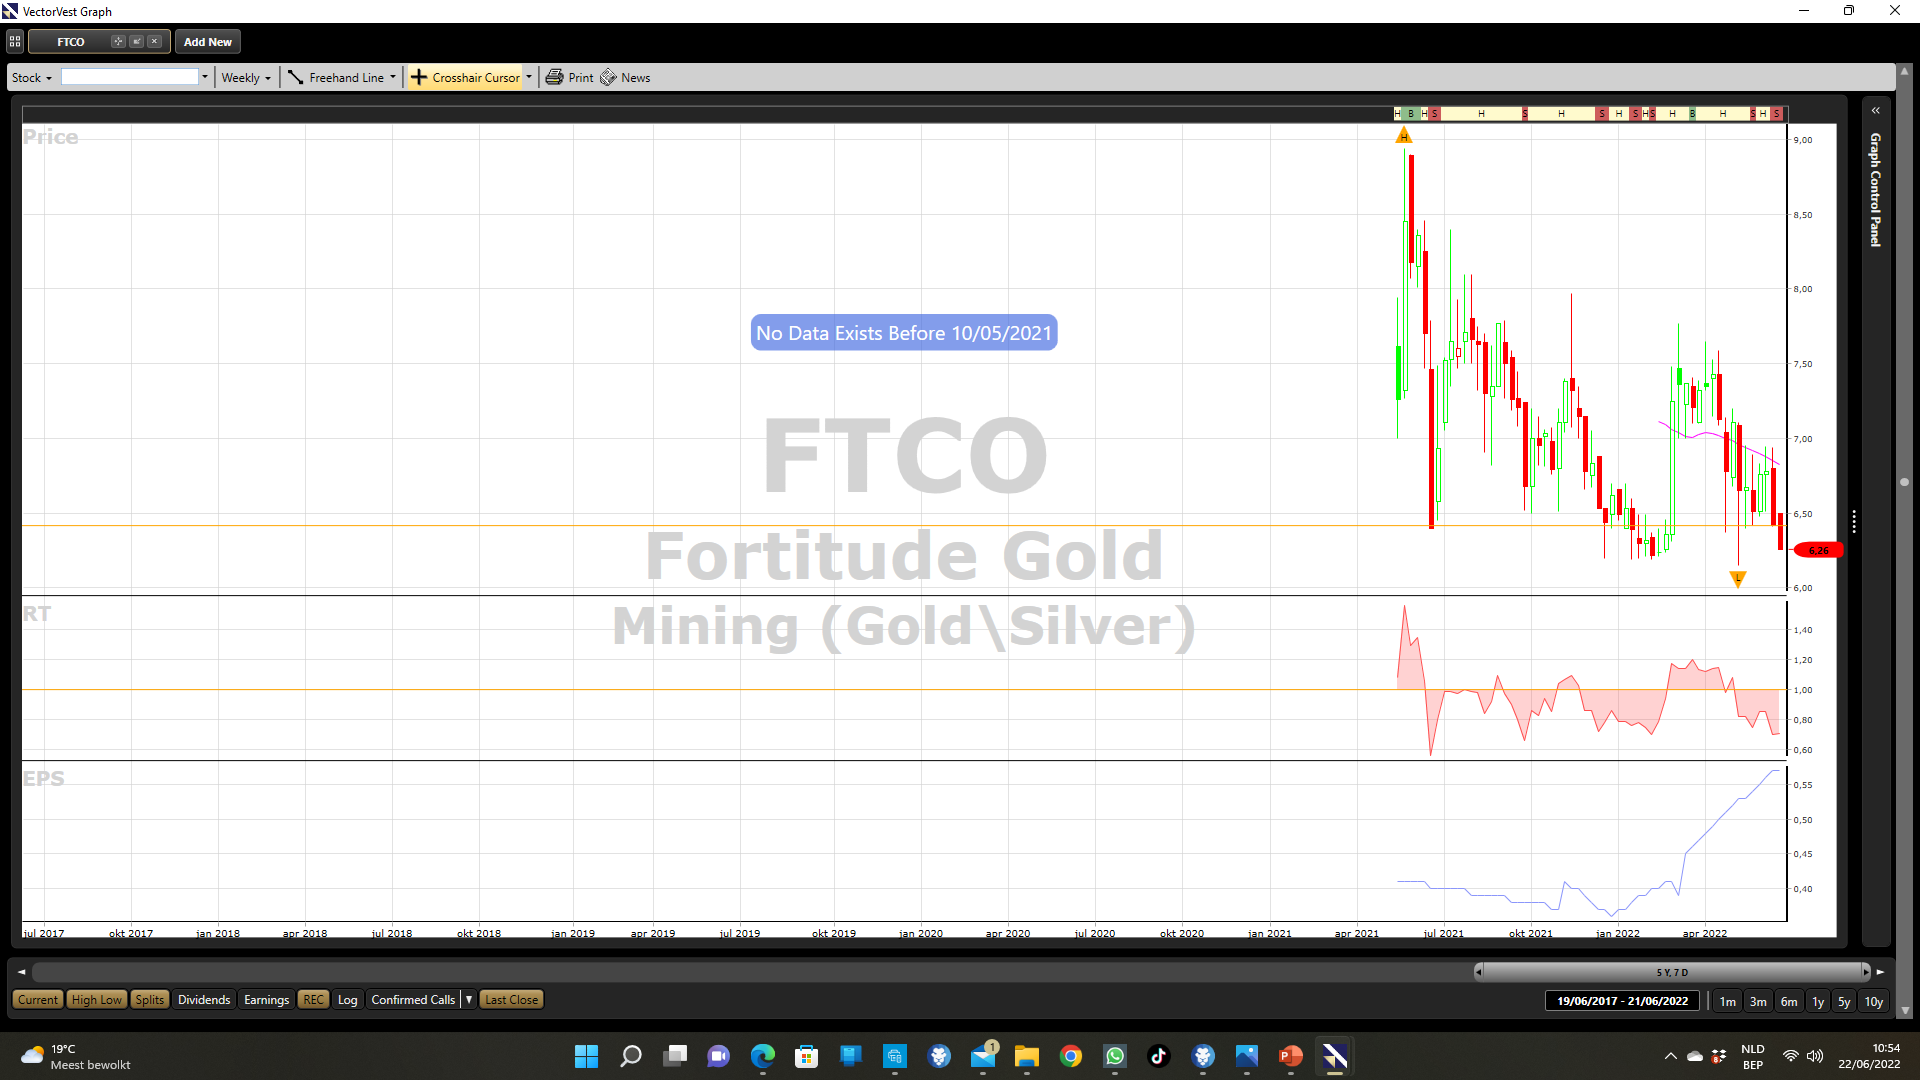 VectorVest Graph
FTCO Add New
Stock Weekly Freehand Line Crosshair Cursor Print News
H B H S H S H S H S H S H B H S H S
Price
H
9,00
8,50
8,00
7,50
7,00
6,50
6,26
6,00
No Data Exists Before 10/05/2021
FTCO
Fortitude Gold
Mining (Gold\Silver)
L
RT
1,40
1,20
1,00
0,80
0,60
EPS
0,55
0,50
0,45
0,40
jul 2017 okt 2017 jan 2018 apr 2018 jul 2018 okt 2018 jan 2019 apr 2019 jul 2019 okt 2019 jan 2020 apr 2020 jul 2020 okt 2020 jan 2021 apr 2021 jul 2021 okt 2021 jan 2022 apr 2022
Graph Control Panel
5 Y, 7 D
Current High Low Splits Dividends Earnings REC Log Confirmed Calls Last Close 19/06/2017 - 21/06/2022 1m 3m 6m 1y 5y 10y
19°C
Meest bewolkt
1
NLD
BEP
10:54
22/06/2022